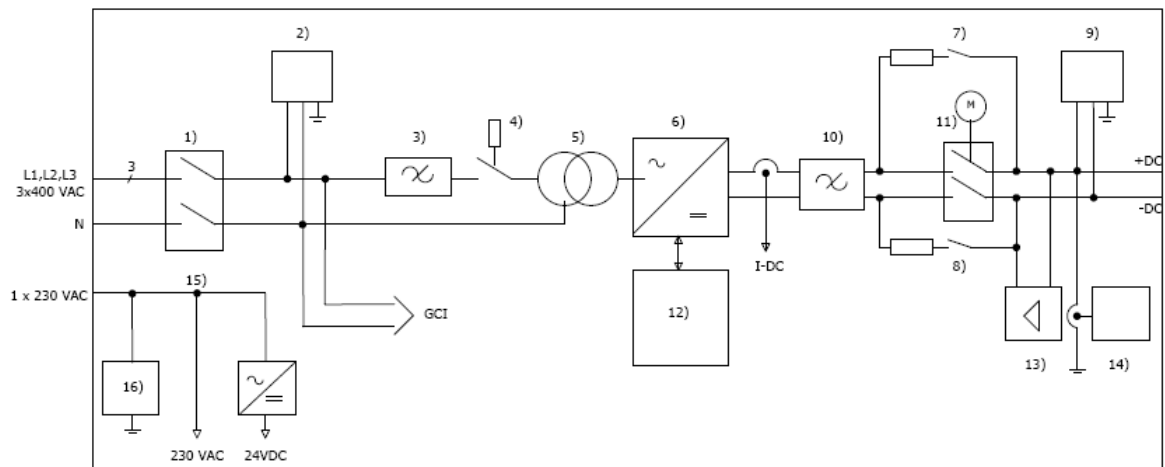 2)
7)
9)
1)
3)
4)
5)
6)
10)
11)
M
L1,L2,L3
3x400 VAC
3
+DC
N
-DC
15)
I-DC
8)
1 x 230 VAC
GCI
12)
16)
13)
14)
230 VAC
24VDC